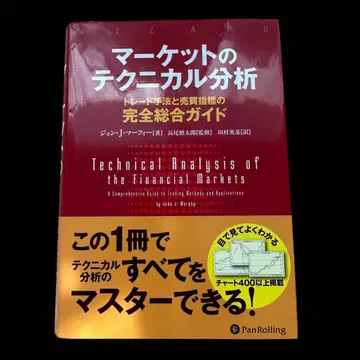 WIZARD
マーケットの
テクニカル分析
トレード手法と売買指標の
完全総合ガイド
ジョン・J・マーフィー[著] 長尾慎太郎[監修] 田村英基[訳]
Technical Analysis of
the Financial Markets
A Comprehensive Guide to Trading Methods and Applications
by John J. Murphy
この1冊で
テクニカル
分析の
すべてを
マスターできる!
目で見てよくわかる
チャート400以上掲載
PanRolling